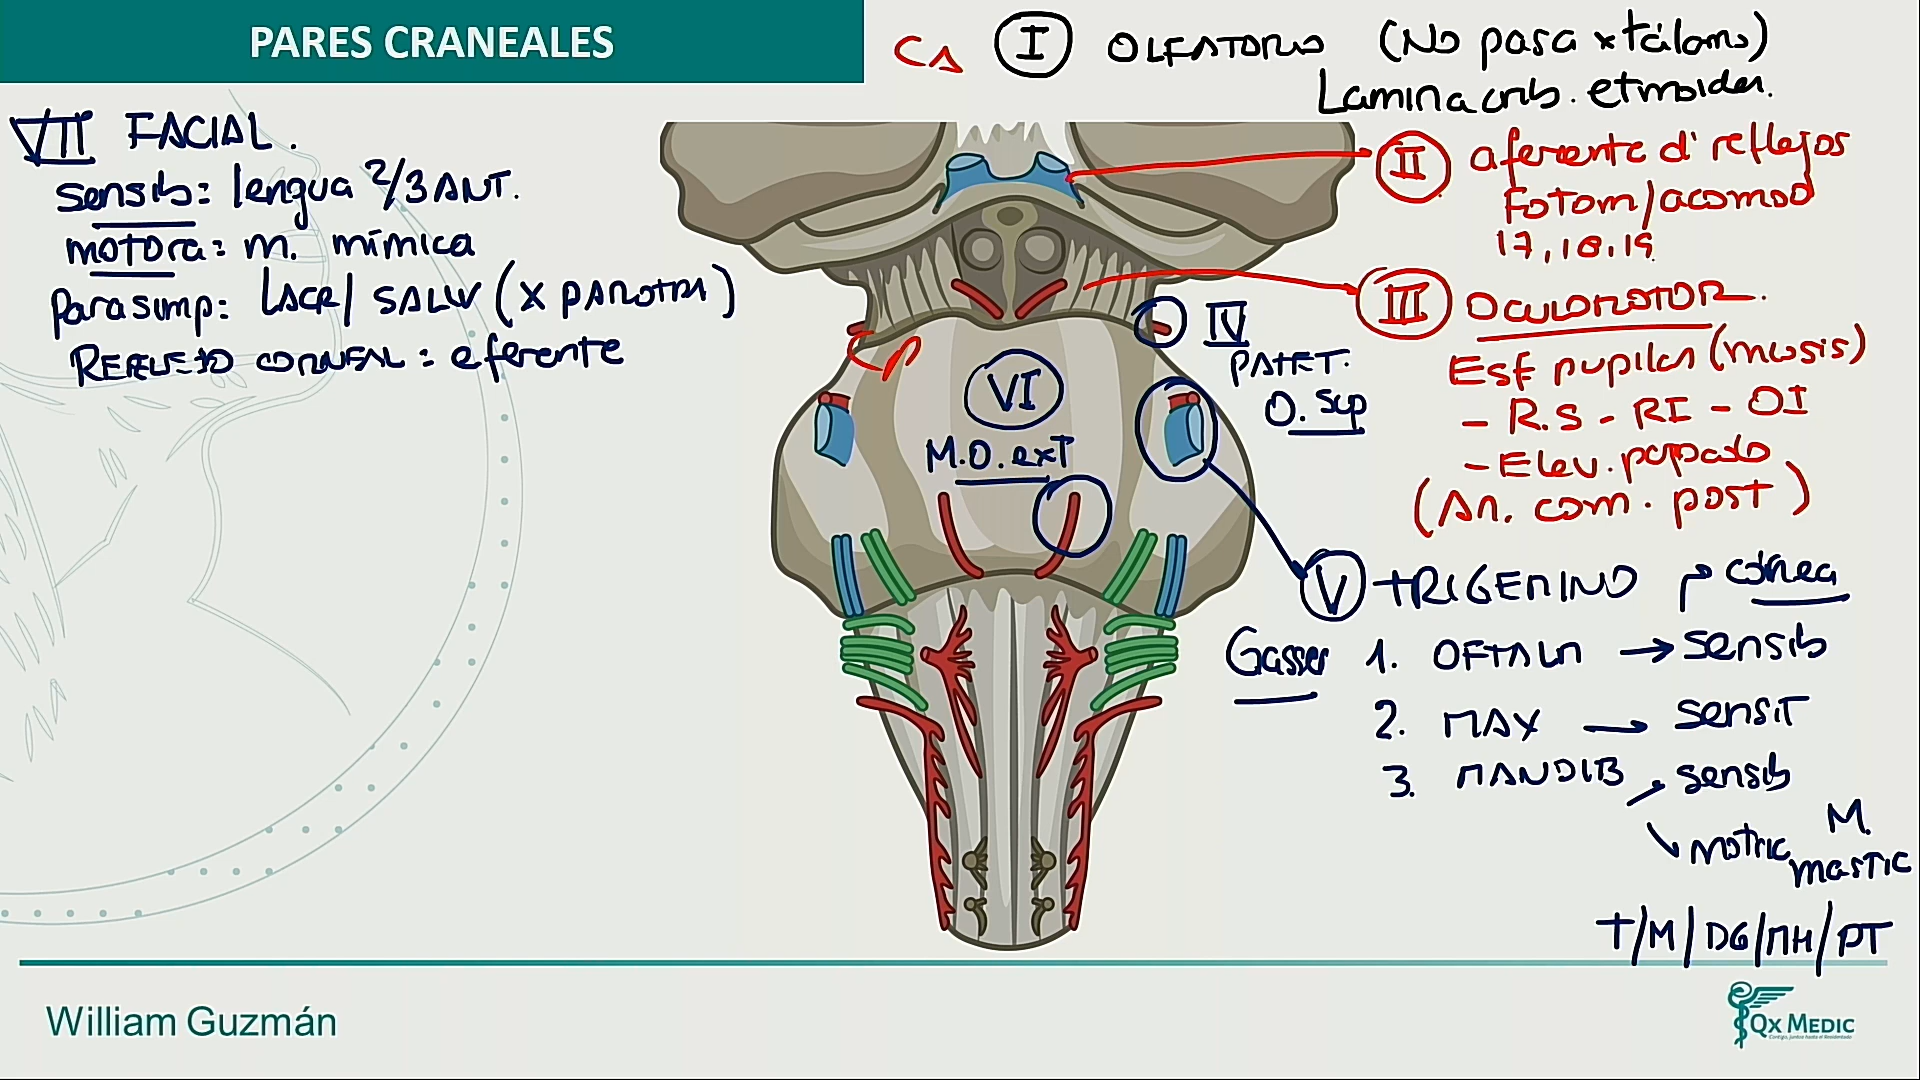 PARES CRANEALES
I OLFATORIO (No pasa x tálamo)
Lamina crib. etmoides.
II aferente d' reflejos
Fotom/acomod
17, 18, 19
III OCULOMOTOR.
Esf pupilar (miosis)
- R.S - RI - OI
- Elev. parpado
(An. com. post)
IV
PATET.
O. Sup
VI
M.O. ext
V TRIGEMINO córnea
Gasser 1. OFTALM → sensib
2. MAX → sensit
3. MANDIB sensib
motric M.
mastic
T/M/DG/MH/PT
VII FACIAL.
sensib: lengua 2/3 ANT.
motora: m. mímica
Parasimp: LACR/ SALIV (X PAROTIDA)
REFLEJO CORNEAL: eferente
William Guzmán
Qx MEDIC